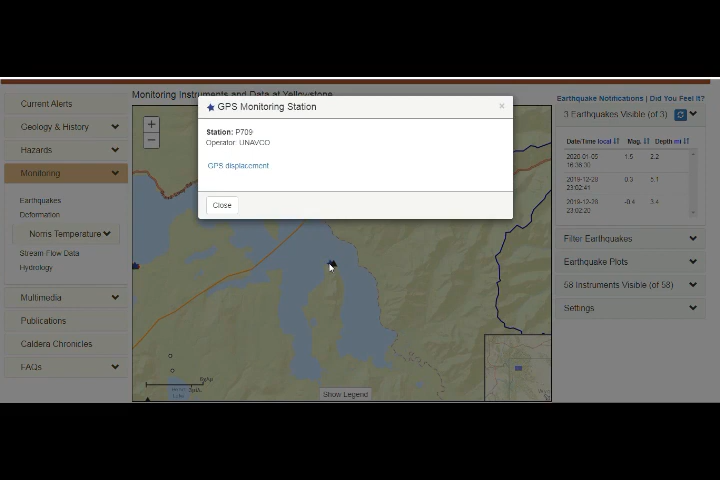 Monitoring Instruments and Data at Yellowstone
GPS Monitoring Station
×
Station: P709
Operator UNAVCO
GPS displacement
Close
Current Alerts
Geology & History
Hazards
Monitoring
Earthquakes
Deformation
Norris Temperature
Stream Flow Data
Hydrology
Multimedia
Publications
Caldera Chronicles
FAQs
+
−
Show Legend
Earthquake Notifications | Did You Feel It?
3 Earthquakes Visible (of 3)
Date/Time local Mag. Depth mi
2020-01-05 16:36:30 1.5 2.2
2019-12-28 23:02:41 0.3 5.1
2019-12-28 23:02:20 -0.4 3.4
Filter Earthquakes
Earthquake Plots
58 Instruments Visible (of 58)
Settings